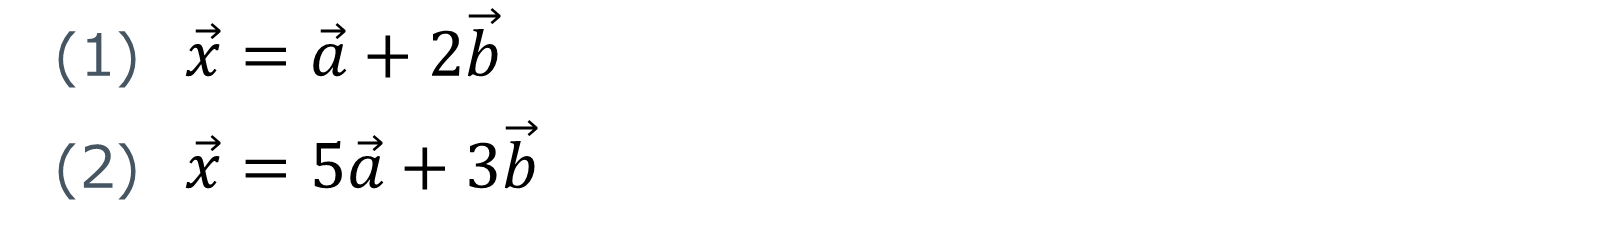 (1) x⃗ = a⃗ + 2b⃗
(2) x⃗ = 5a⃗ + 3b⃗